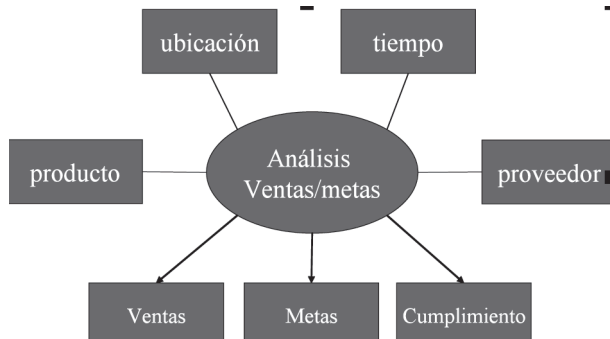 ubicación
tiempo
producto
Análisis
Ventas/metas
proveedor
Ventas
Metas
Cumplimiento